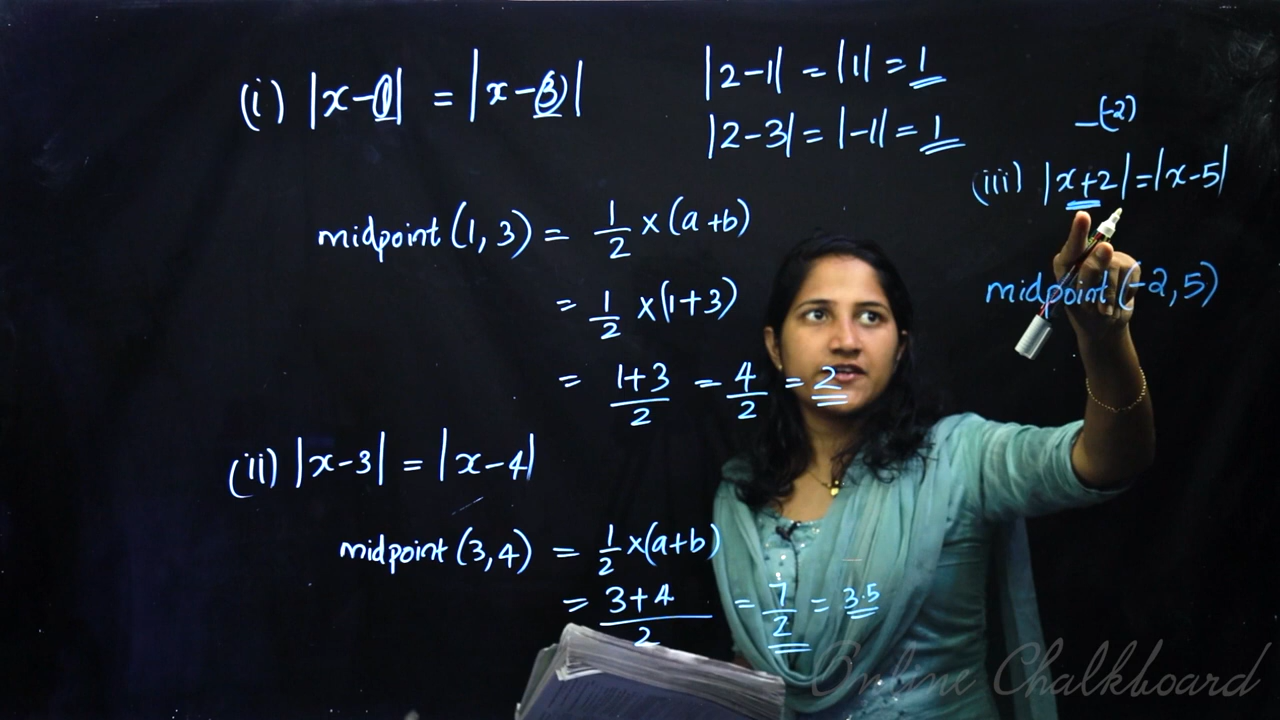 (i) |x-1| = |x-3|
|2-1| = |1| = 1
|2-3| = |-1| = 1
midpoint (1, 3) = 1/2 × (a+b)
= 1/2 × (1+3)
= 1+3/2 = 4/2 = 2
(ii) |x-3| = |x-4|
midpoint (3, 4) = 1/2 × (a+b)
= 3+4/2 = 7/2 = 3.5
-(-2)
(iii) |x+2| = |x-5|
midpoint (-2, 5)
Online Chalkboard